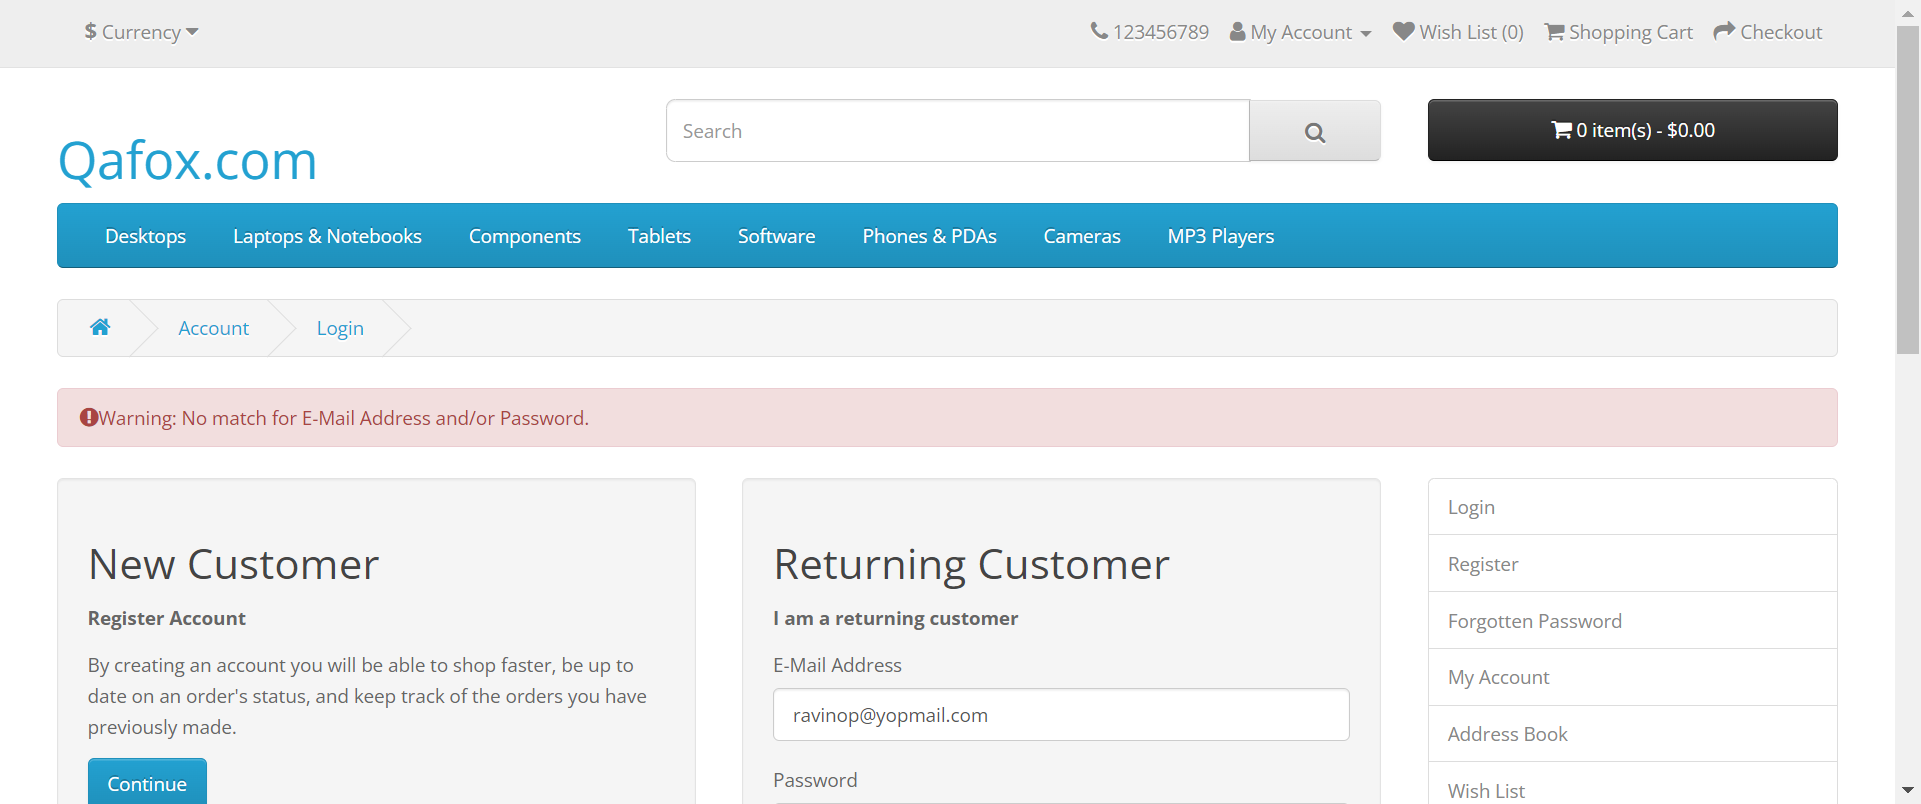 $ Currency
123456789 My Account Wish List (0) Shopping Cart Checkout
Qafox.com
Search
0 item(s) - $0.00
Desktops Laptops & Notebooks Components Tablets Software Phones & PDAs Cameras MP3 Players
Account Login
Warning: No match for E-Mail Address and/or Password.
New Customer
Register Account
By creating an account you will be able to shop faster, be up to
date on an order's status, and keep track of the orders you have
previously made.
Continue
Returning Customer
I am a returning customer
E-Mail Address
ravinop@yopmail.com
Password
Login
Register
Forgotten Password
My Account
Address Book
Wish List